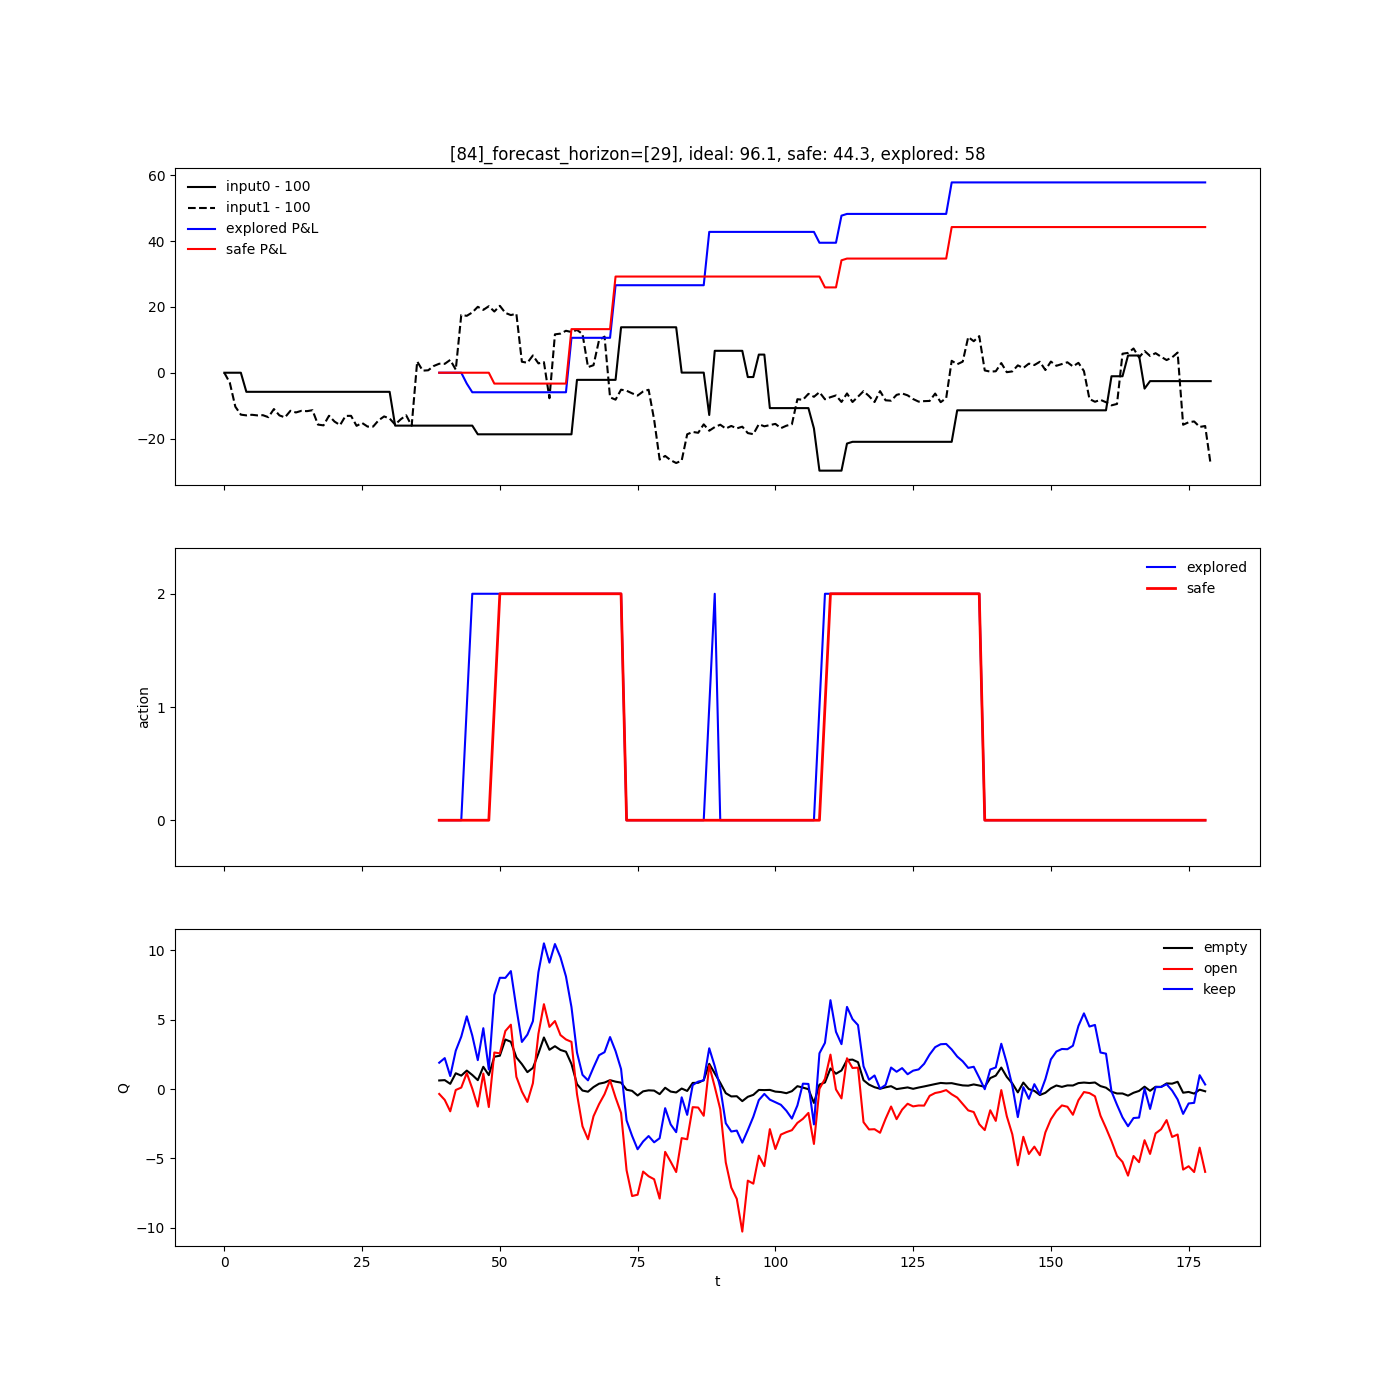 [84]_forecast_horizon=[29], ideal: 96.1, safe: 44.3, explored: 58
60
40
20
0
−20
input0 - 100
input1 - 100
explored P&L
safe P&L
2
1
0
action
explored
safe
10
5
0
−5
−10
Q
empty
open
keep
0 25 50 75 100 125 150 175
t